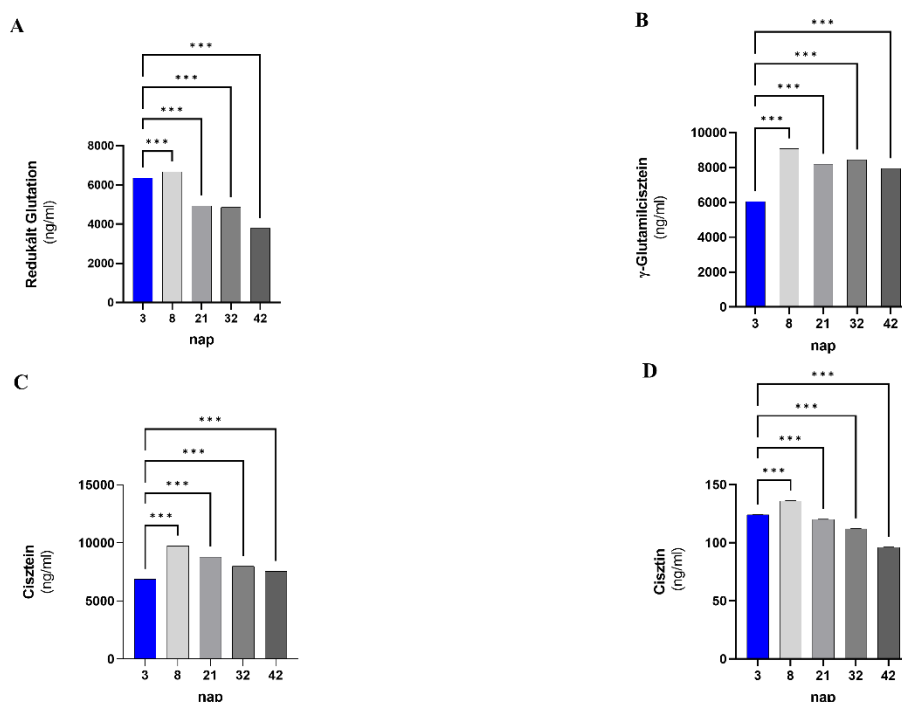 A
***
***
***
***
8000
6000
4000
2000
0
Redukált Glutation
(ng/ml)
3 8 21 32 42
nap
B
***
***
***
***
10000
8000
6000
4000
2000
0
γ-Glutamilcisztein
(ng/ml)
3 8 21 32 42
nap
C
***
***
***
***
15000
10000
5000
0
Cisztein
(ng/ml)
3 8 21 32 42
nap
D
***
***
***
***
150
100
50
0
Cisztin
(ng/ml)
3 8 21 32 42
nap